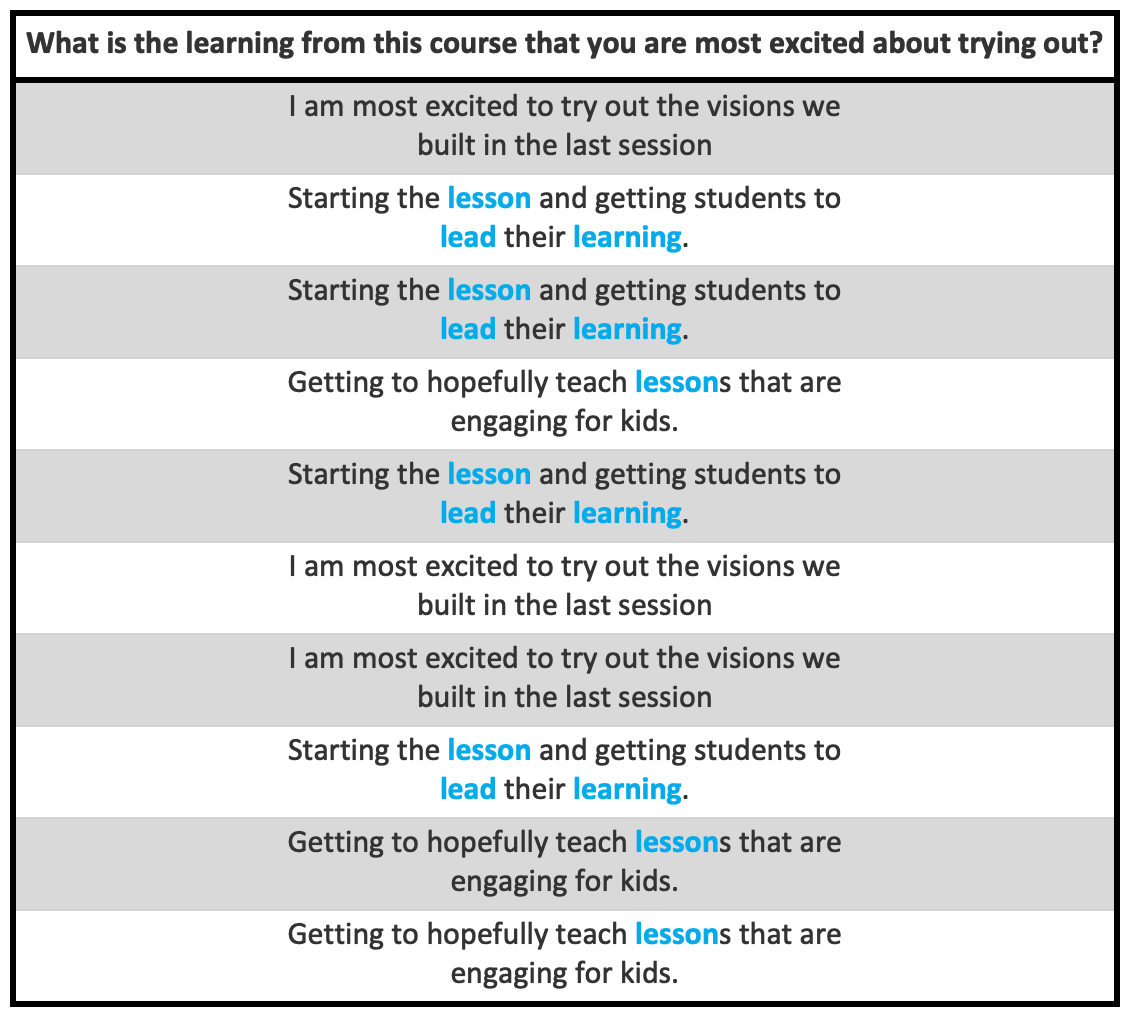 What is the learning from this course that you are most excited about trying out?
I am most excited to try out the visions we
built in the last session
Starting the lesson and getting students to
lead their learning.
Starting the lesson and getting students to
lead their learning.
Getting to hopefully teach lessons that are
engaging for kids.
Starting the lesson and getting students to
lead their learning.
I am most excited to try out the visions we
built in the last session
I am most excited to try out the visions we
built in the last session
Starting the lesson and getting students to
lead their learning.
Getting to hopefully teach lessons that are
engaging for kids.
Getting to hopefully teach lessons that are
engaging for kids.